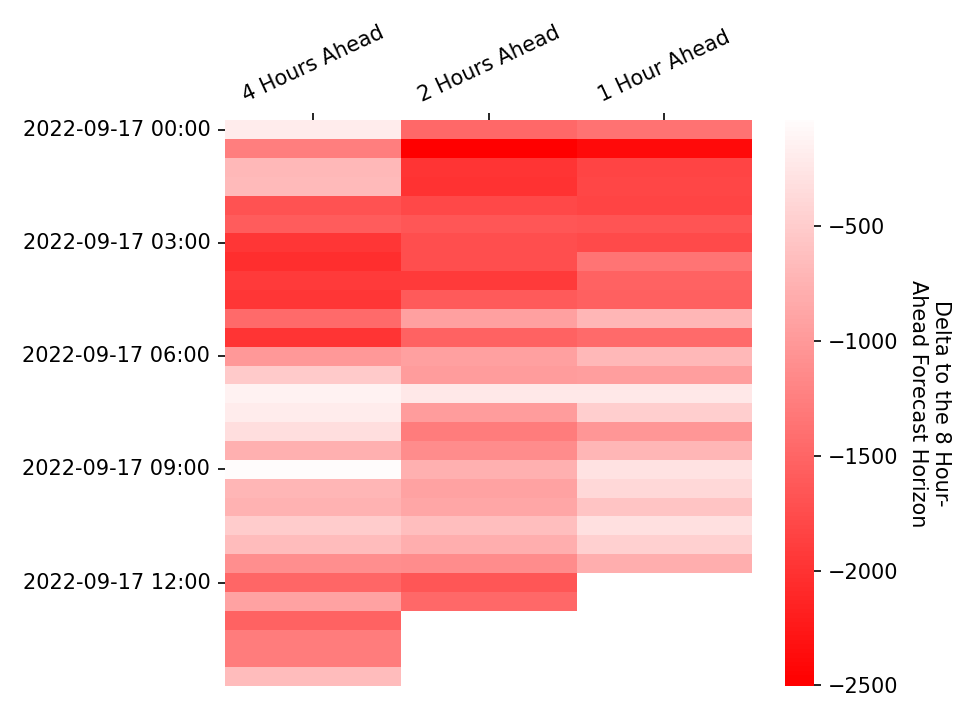 4 Hours Ahead
2 Hours Ahead
1 Hour Ahead
2022-09-17 00:00
2022-09-17 03:00
2022-09-17 06:00
2022-09-17 09:00
2022-09-17 12:00
−500
−1000
−1500
−2000
−2500
Delta to the 8 Hour-
Ahead Forecast Horizon